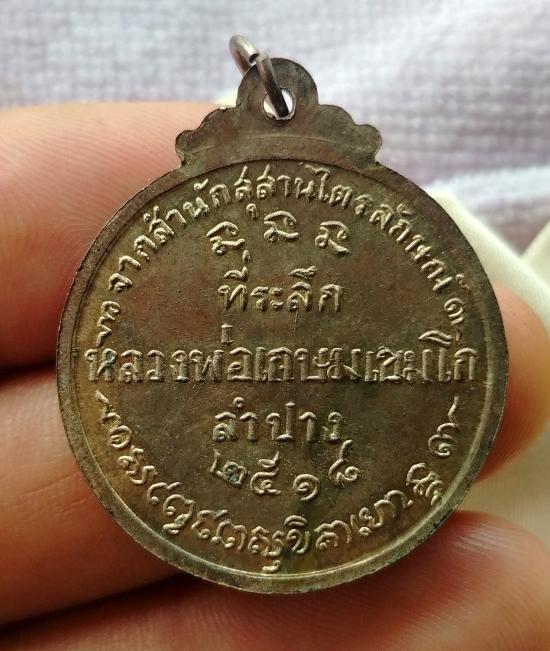 จากสำนักสุสานไตรลักษณ์
ที่ระลึก
หลวงพ่อเกษมเขมโก
ลำปาง
๒๕๑๘